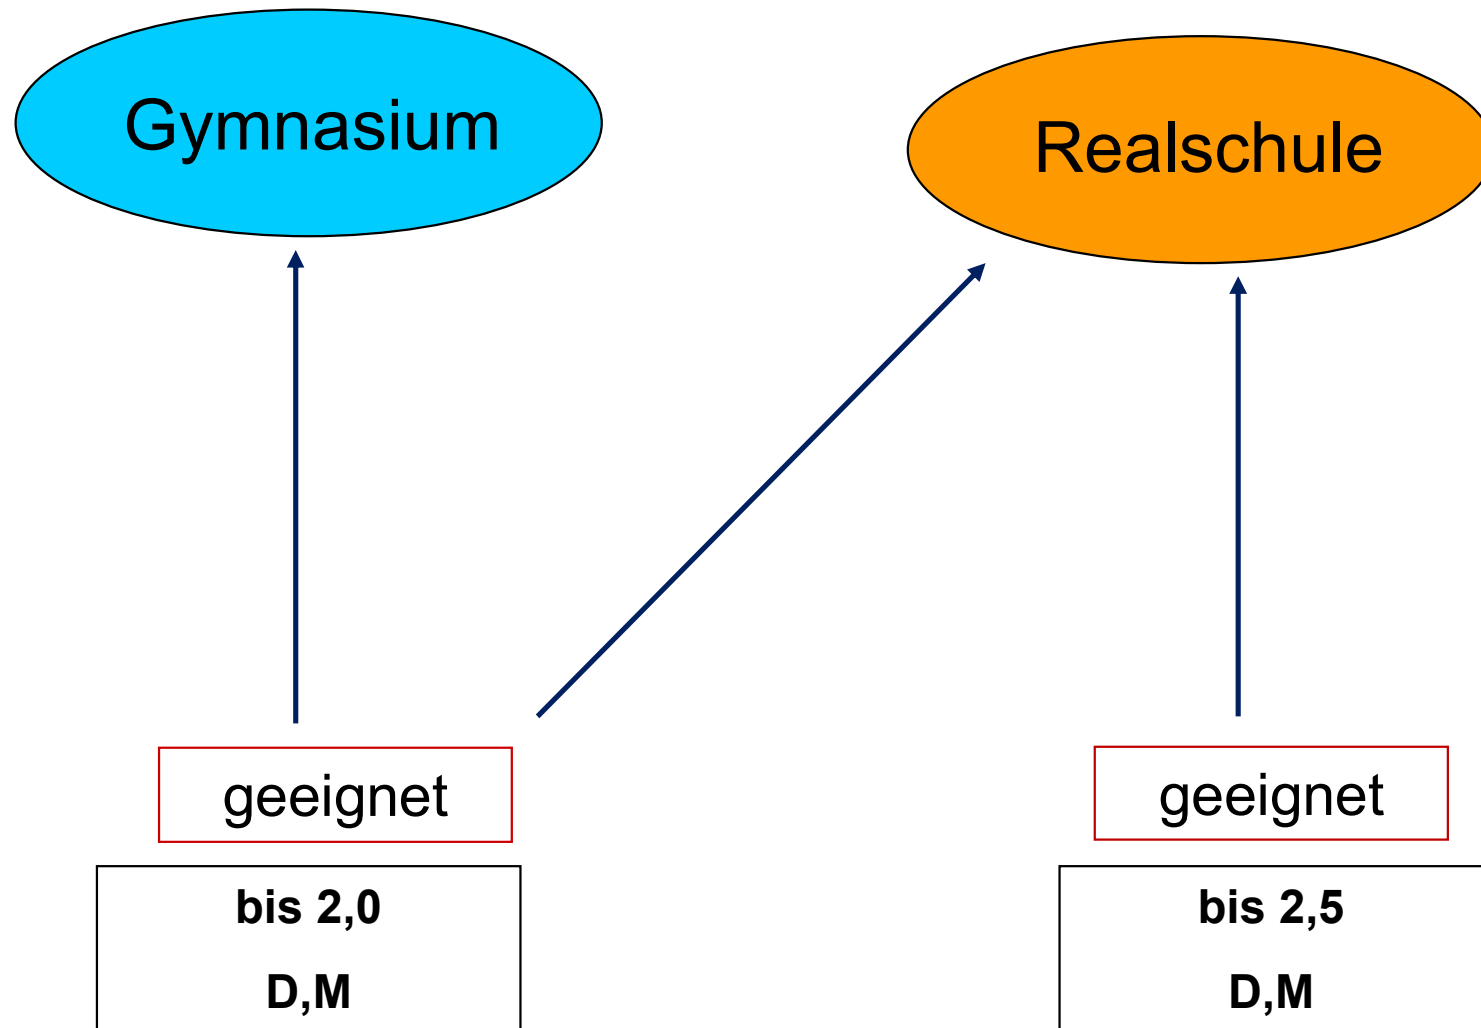 Gymnasium
Realschule
geeignet
geeignet
bis 2,0
D,M
bis 2,5
D,M